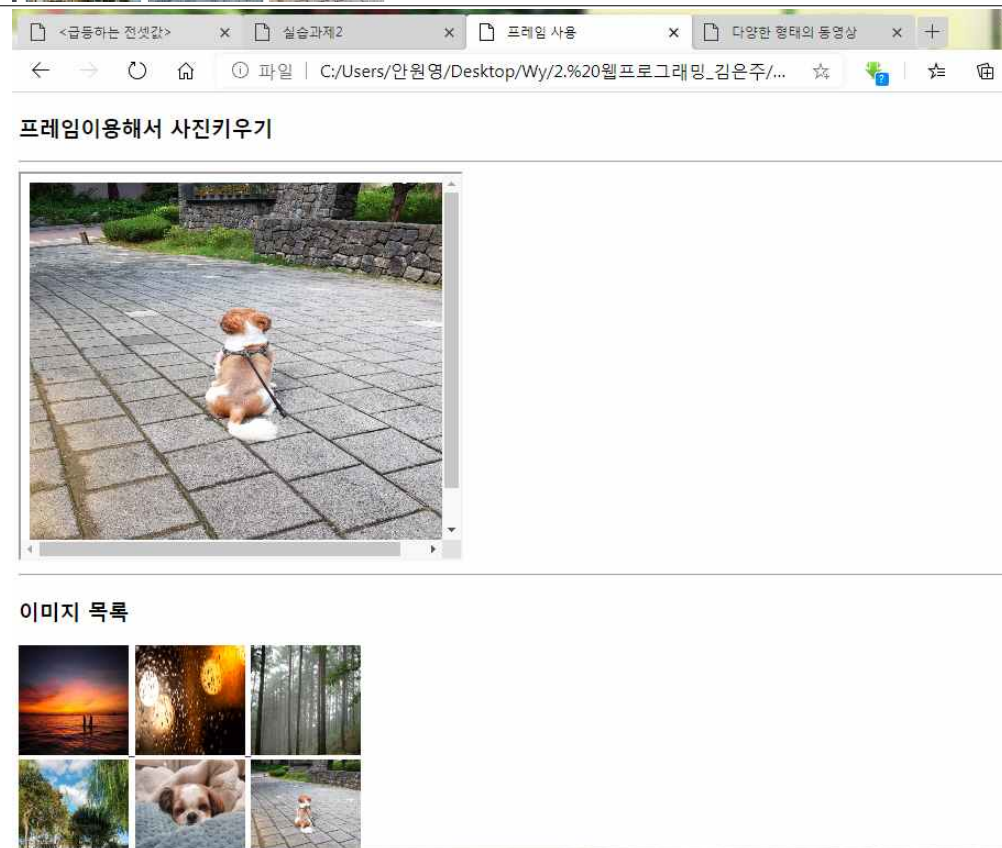 <급등하는 전셋값>
실습과제2
프레임 사용
다양한 형태의 동영상
파일 | C:/Users/안원영/Desktop/Wy/2.%20웹프로그래밍_김은주/...
프레임이용해서 사진키우기
이미지 목록